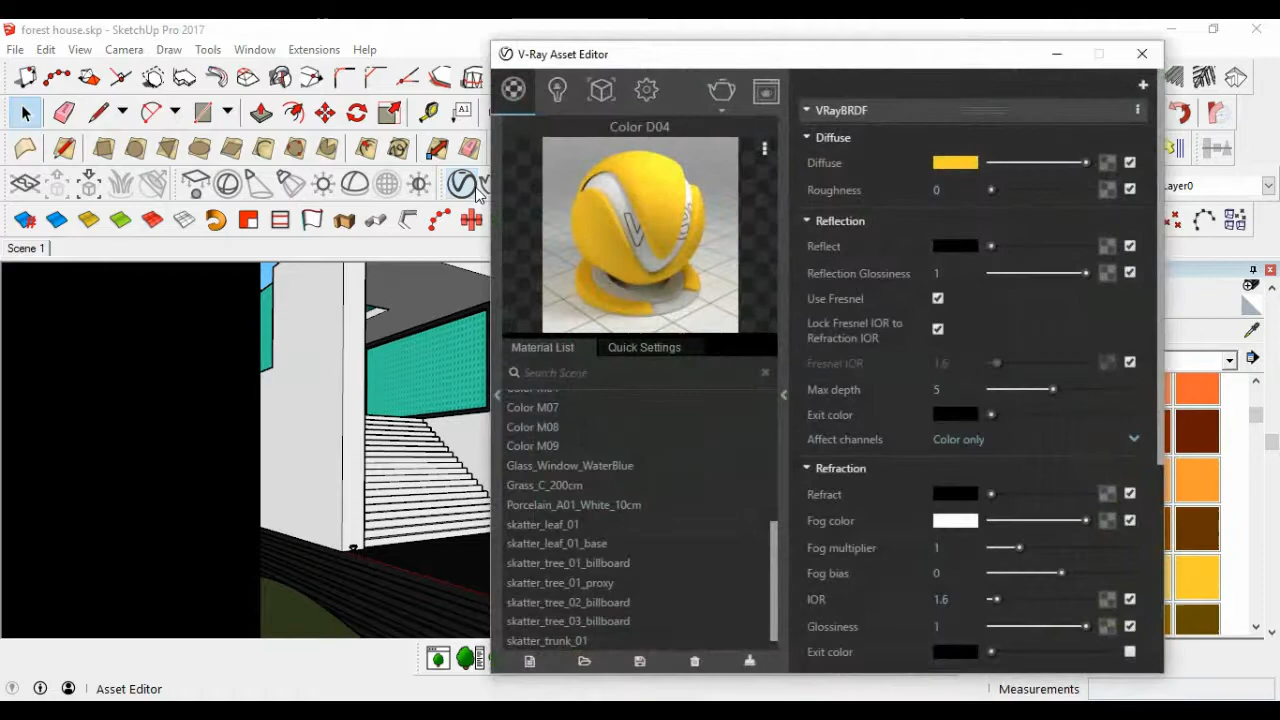 forest house.skp - SketchUp Pro 2017
File Edit View Camera Draw Tools Window Extensions Help
A1
Scene 1
V-Ray Asset Editor
Color D04
V
Material List Quick Settings
Search Scene
Color M07
Color M08
Color M09
Glass_Window_WaterBlue
Grass_C_200cm
Porcelain_A01_White_10cm
skatter_leaf_01
skatter_leaf_01_base
skatter_tree_01_billboard
skatter_tree_01_proxy
skatter_tree_02_billboard
skatter_tree_03_billboard
skatter_trunk_01
VRayBRDF
Diffuse
Diffuse
Roughness 0
Reflection
Reflect
Reflection Glossiness 1
Use Fresnel
Lock Fresnel IOR to
Refraction IOR
Fresnel IOR 1.6
Max depth 5
Exit color
Affect channels Color only
Refraction
Refract
Fog color
Fog multiplier 1
Fog bias 0
IOR 1.6
Glossiness 1
Exit color
Layer0
Asset Editor
Measurements